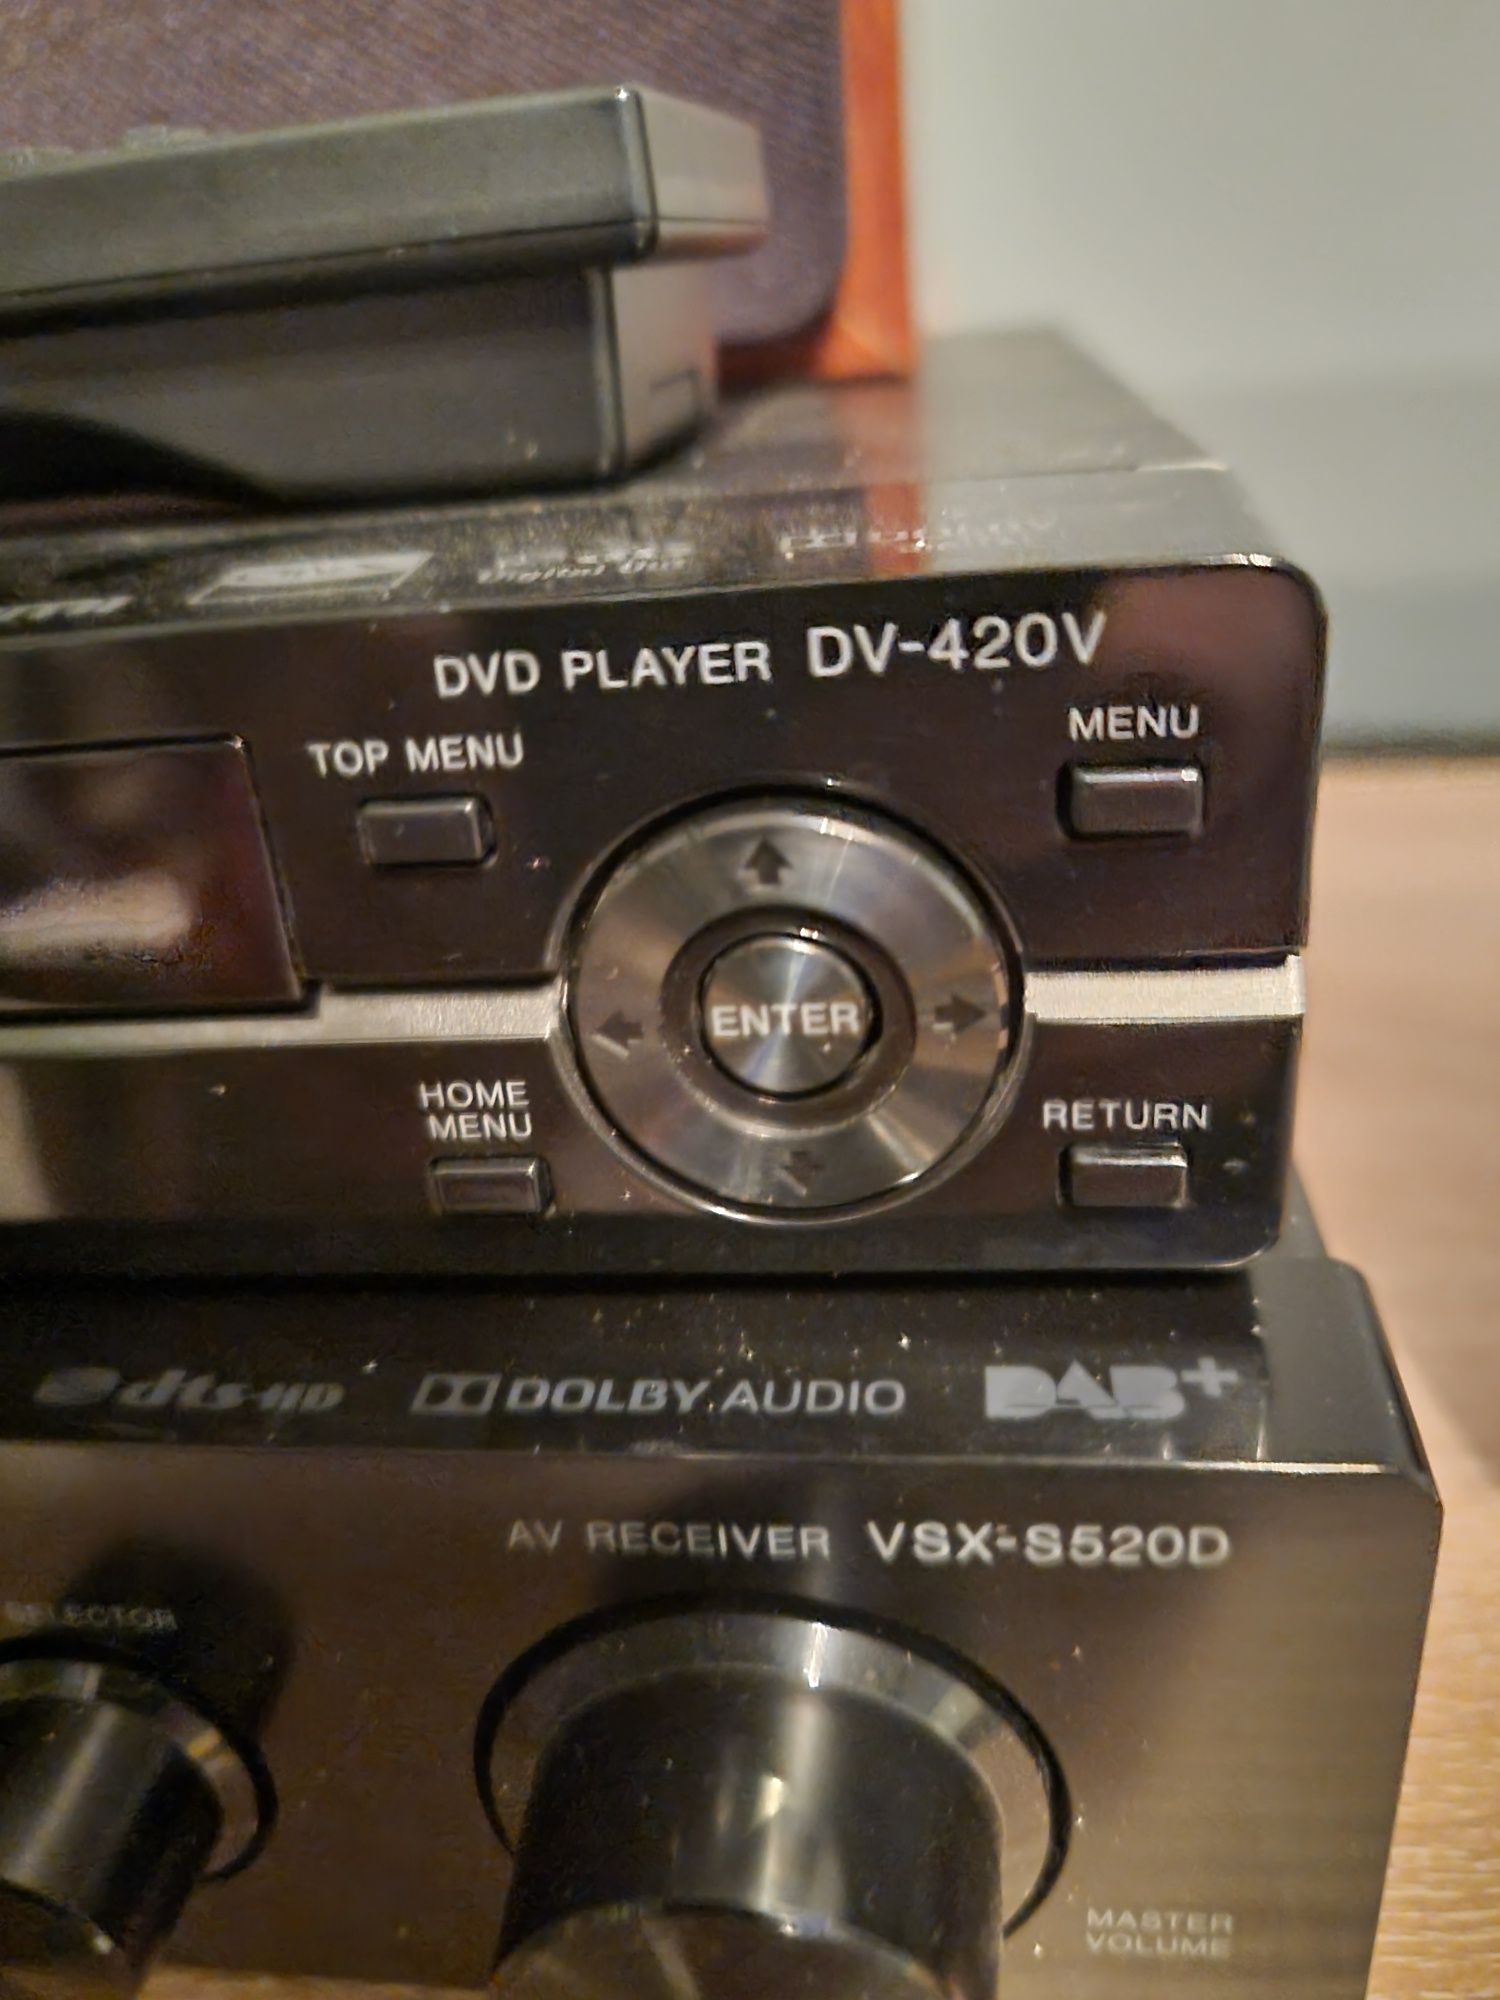 DVD PLAYER DV-420V
TOP MENU
MENU
ENTER
HOME
MENU
RETURN
dts-HD DOLBY AUDIO DAB+
AV RECEIVER VSX-S520D
SELECTOR
MASTER
VOLUME